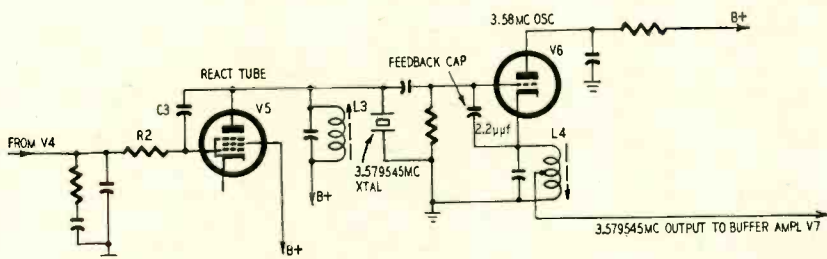 3.58MC OSC
B+
V6
FEEDBACK CAP
REACT TUBE
V5
C3
L3
2.2μμf
L4
R2
FROM V4
3.579545MC
XTAL
B+
B+
3.579545MC OUTPUT TO BUFFER AMPL V7